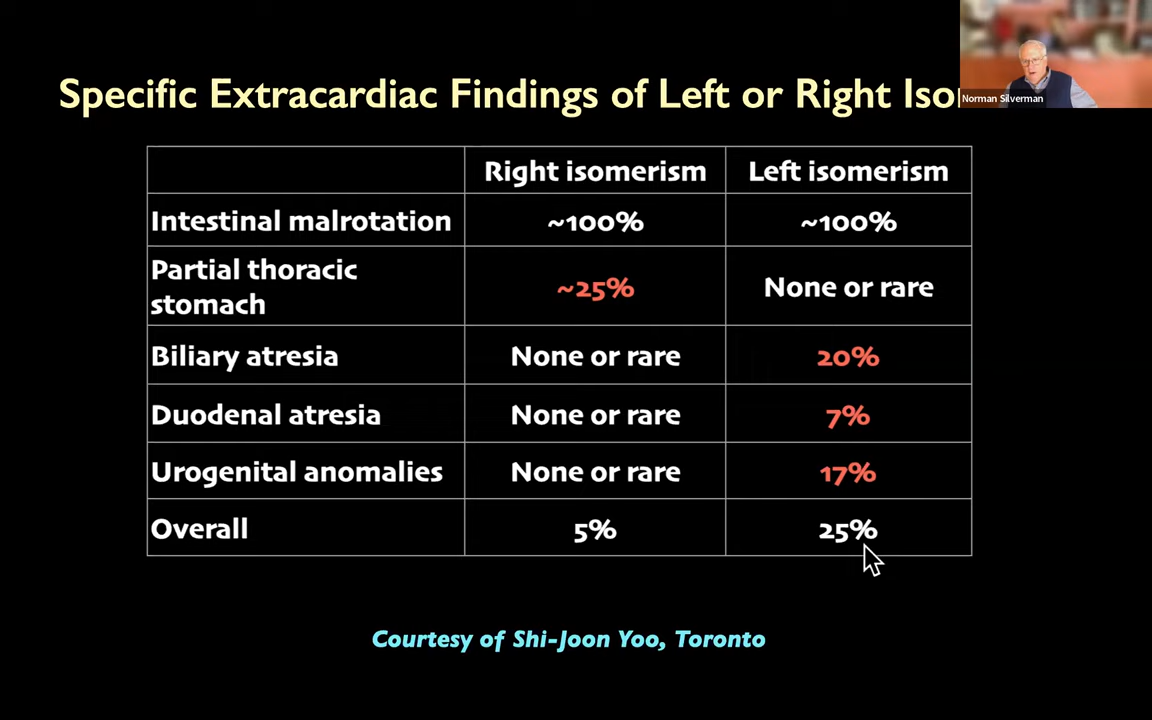 Specific Extracardiac Findings of Left or Right
Norman Silverman
Right isomerism Left isomerism
Intestinal malrotation ~100% ~100%
Partial thoracic
stomach ~25% None or rare
Biliary atresia None or rare 20%
Duodenal atresia None or rare 7%
Urogenital anomalies None or rare 17%
Overall 5% 25%
Courtesy of Shi-Joon Yoo, Toronto